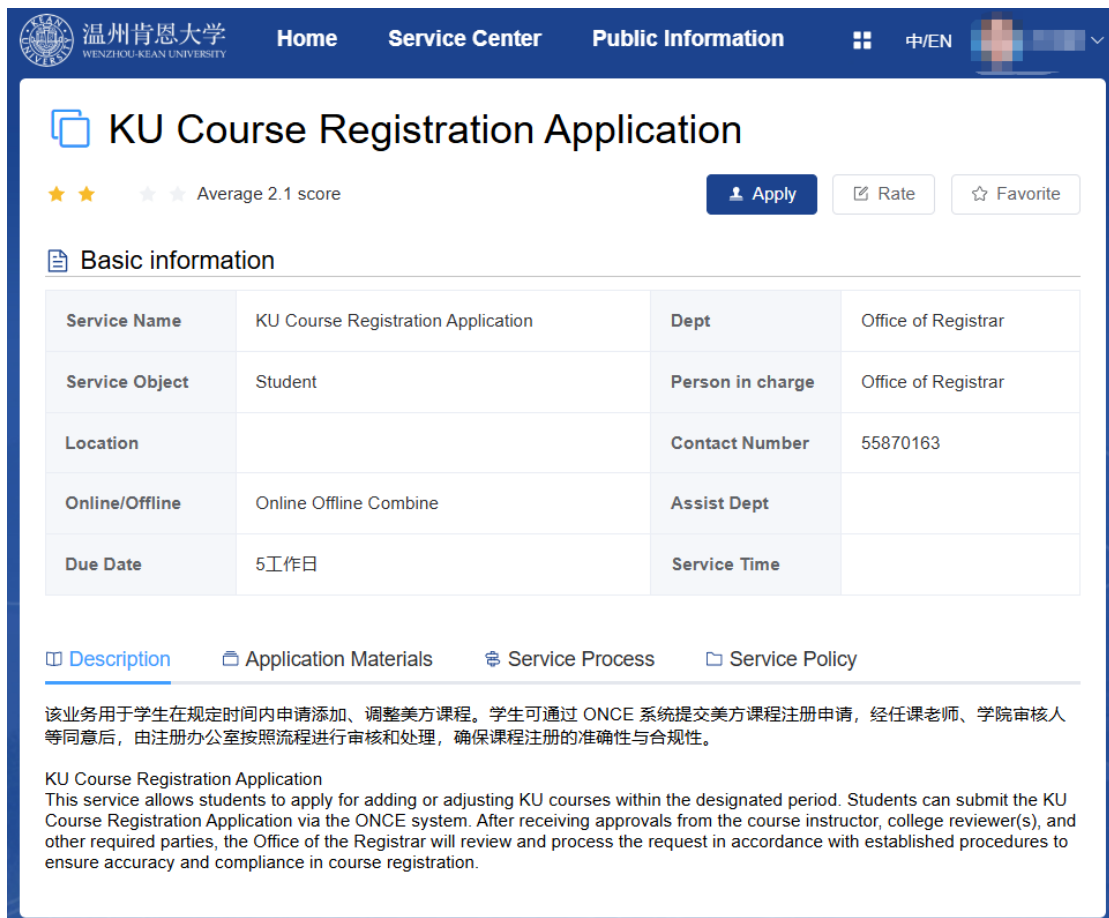 温州肯恩大学
WENZHOU-KEAN UNIVERSITY
Home
Service Center
Public Information
中/EN
KU Course Registration Application
Average 2.1 score
Apply
Rate
Favorite
Basic information
Service Name
KU Course Registration Application
Dept
Office of Registrar
Service Object
Student
Person in charge
Office of Registrar
Location
Contact Number
55870163
Online/Offline
Online Offline Combine
Assist Dept
Due Date
5工作日
Service Time
Description
Application Materials
Service Process
Service Policy
该业务用于学生在规定时间内申请添加、调整美方课程。学生可通过 ONCE 系统提交美方课程注册申请，经任课老师、学院审核人
等同意后，由注册办公室按照流程进行审核和处理，确保课程注册的准确性与合规性。
KU Course Registration Application
This service allows students to apply for adding or adjusting KU courses within the designated period. Students can submit the KU
Course Registration Application via the ONCE system. After receiving approvals from the course instructor, college reviewer(s), and
other required parties, the Office of the Registrar will review and process the request in accordance with established procedures to
ensure accuracy and compliance in course registration.